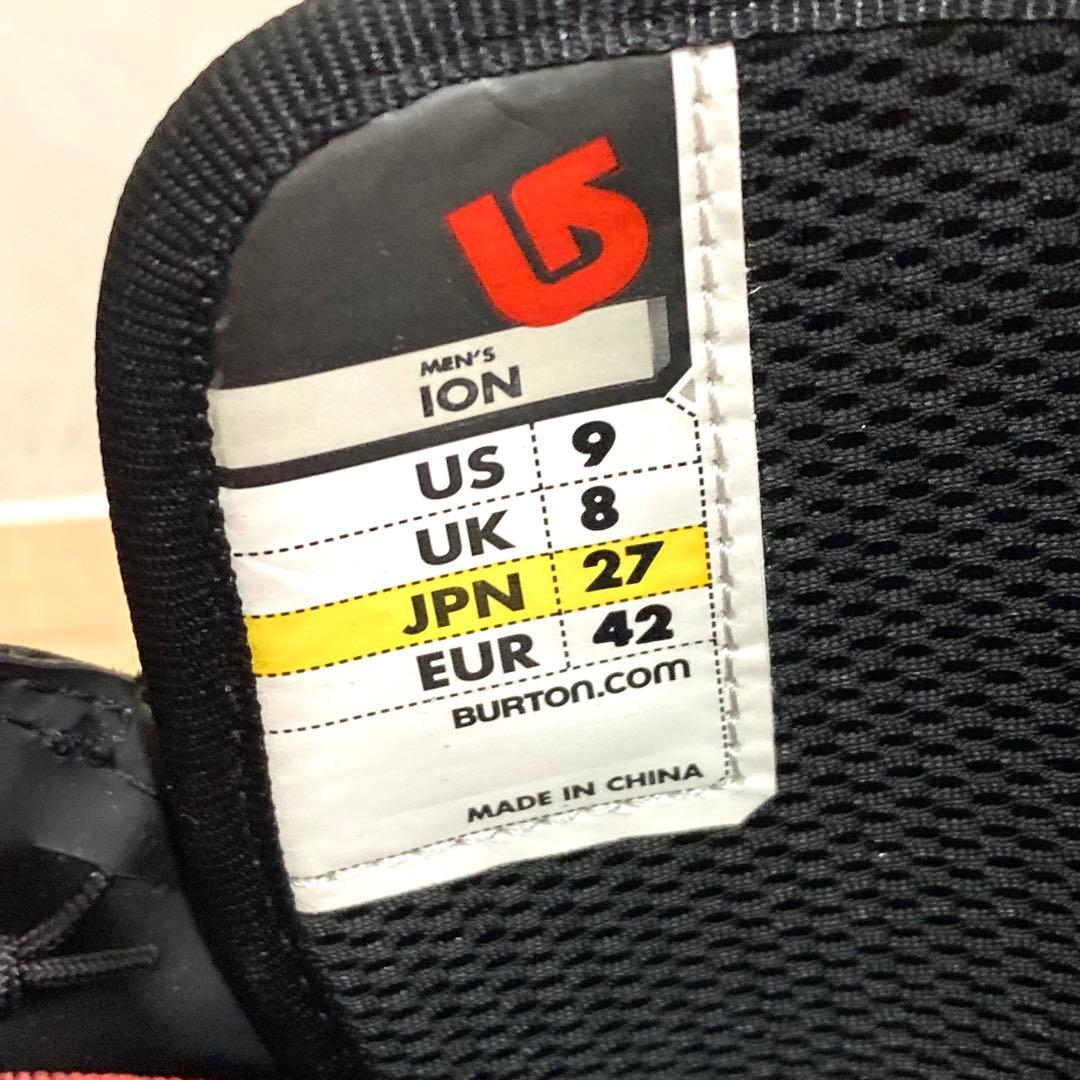 MEN'S
ION
US 9
UK 8
JPN 27
EUR 42
BURTON.COM
MADE IN CHINA